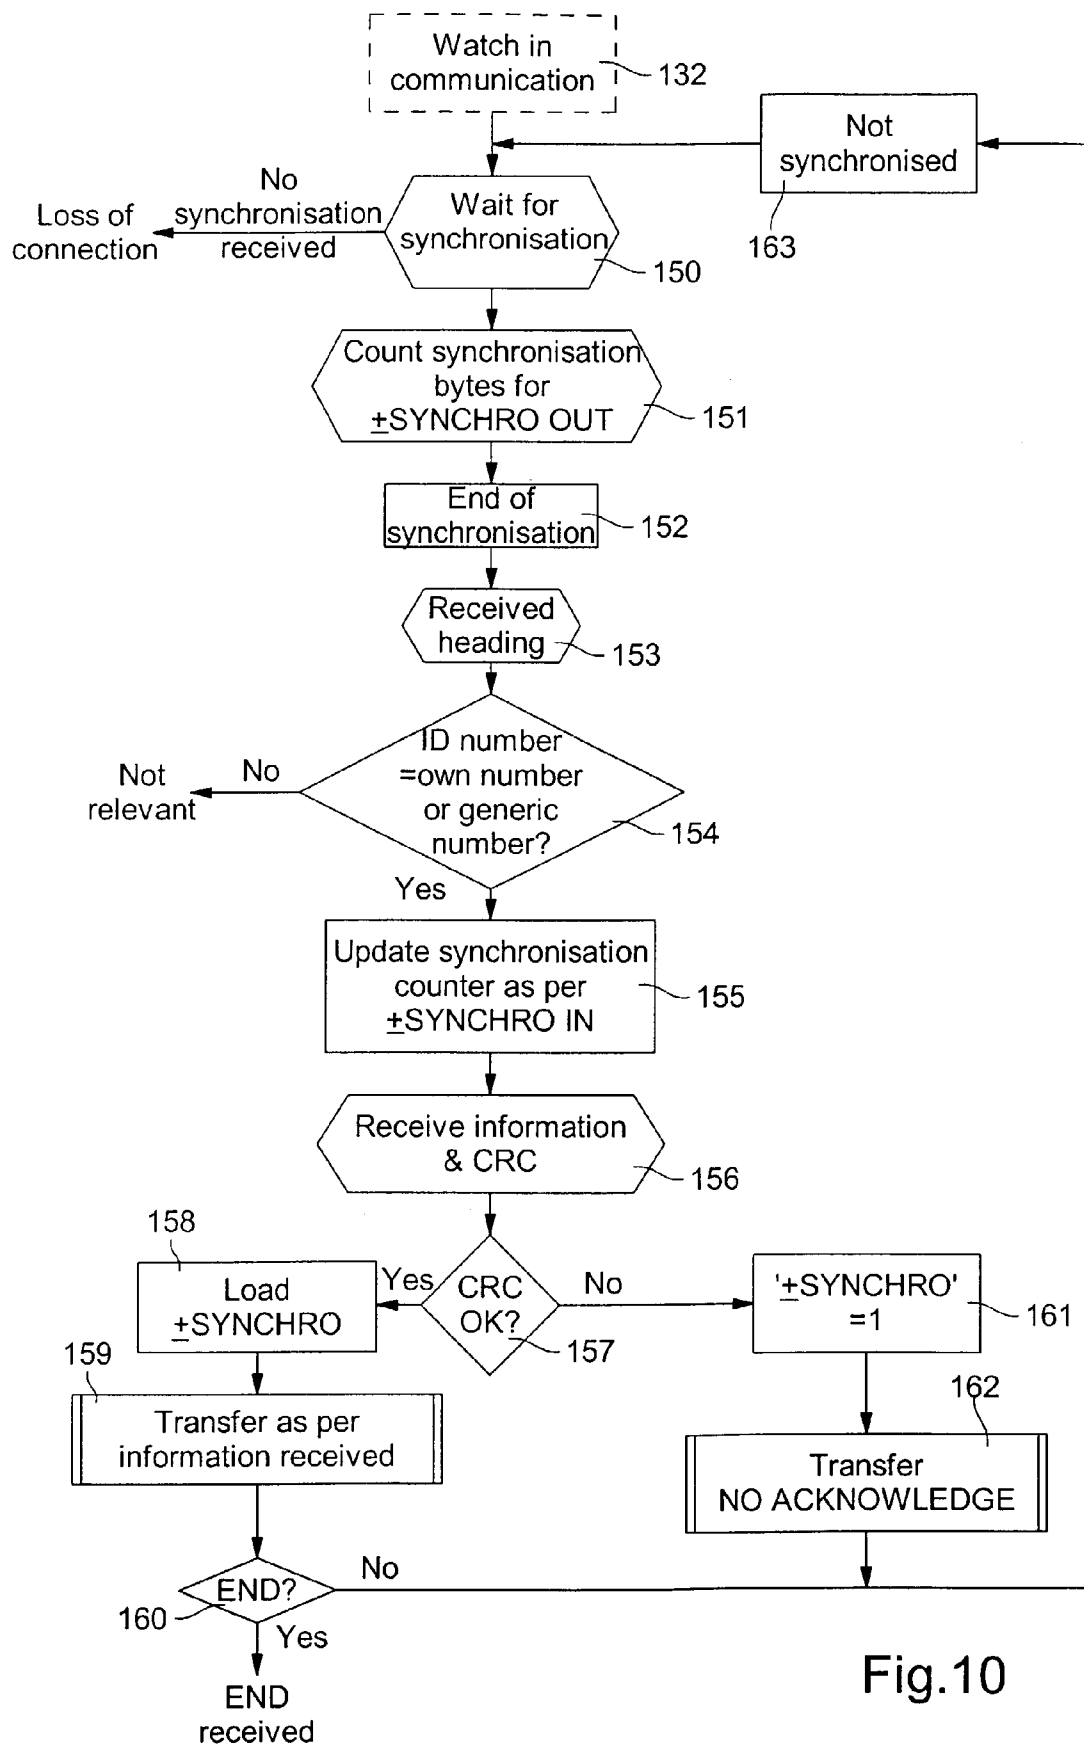 Watch in
communication
132
Not
synchronised
163
No
synchronisation
received
Loss of
connection
Wait for
synchronisation
150
Count synchronisation
bytes for
±SYNCHRO OUT
151
End of
synchronisation
152
Received
heading
153
ID number
=own number
or generic
number?
154
No
Not
relevant
Yes
Update synchronisation
counter as per
±SYNCHRO IN
155
Receive information
& CRC
156
158
Load
±SYNCHRO
Yes
CRC
OK?
157
No
'±SYNCHRO'
=1
161
159
Transfer as per
information received
162
Transfer
NO ACKNOWLEDGE
END?
160
No
Yes
END
received
Fig.10